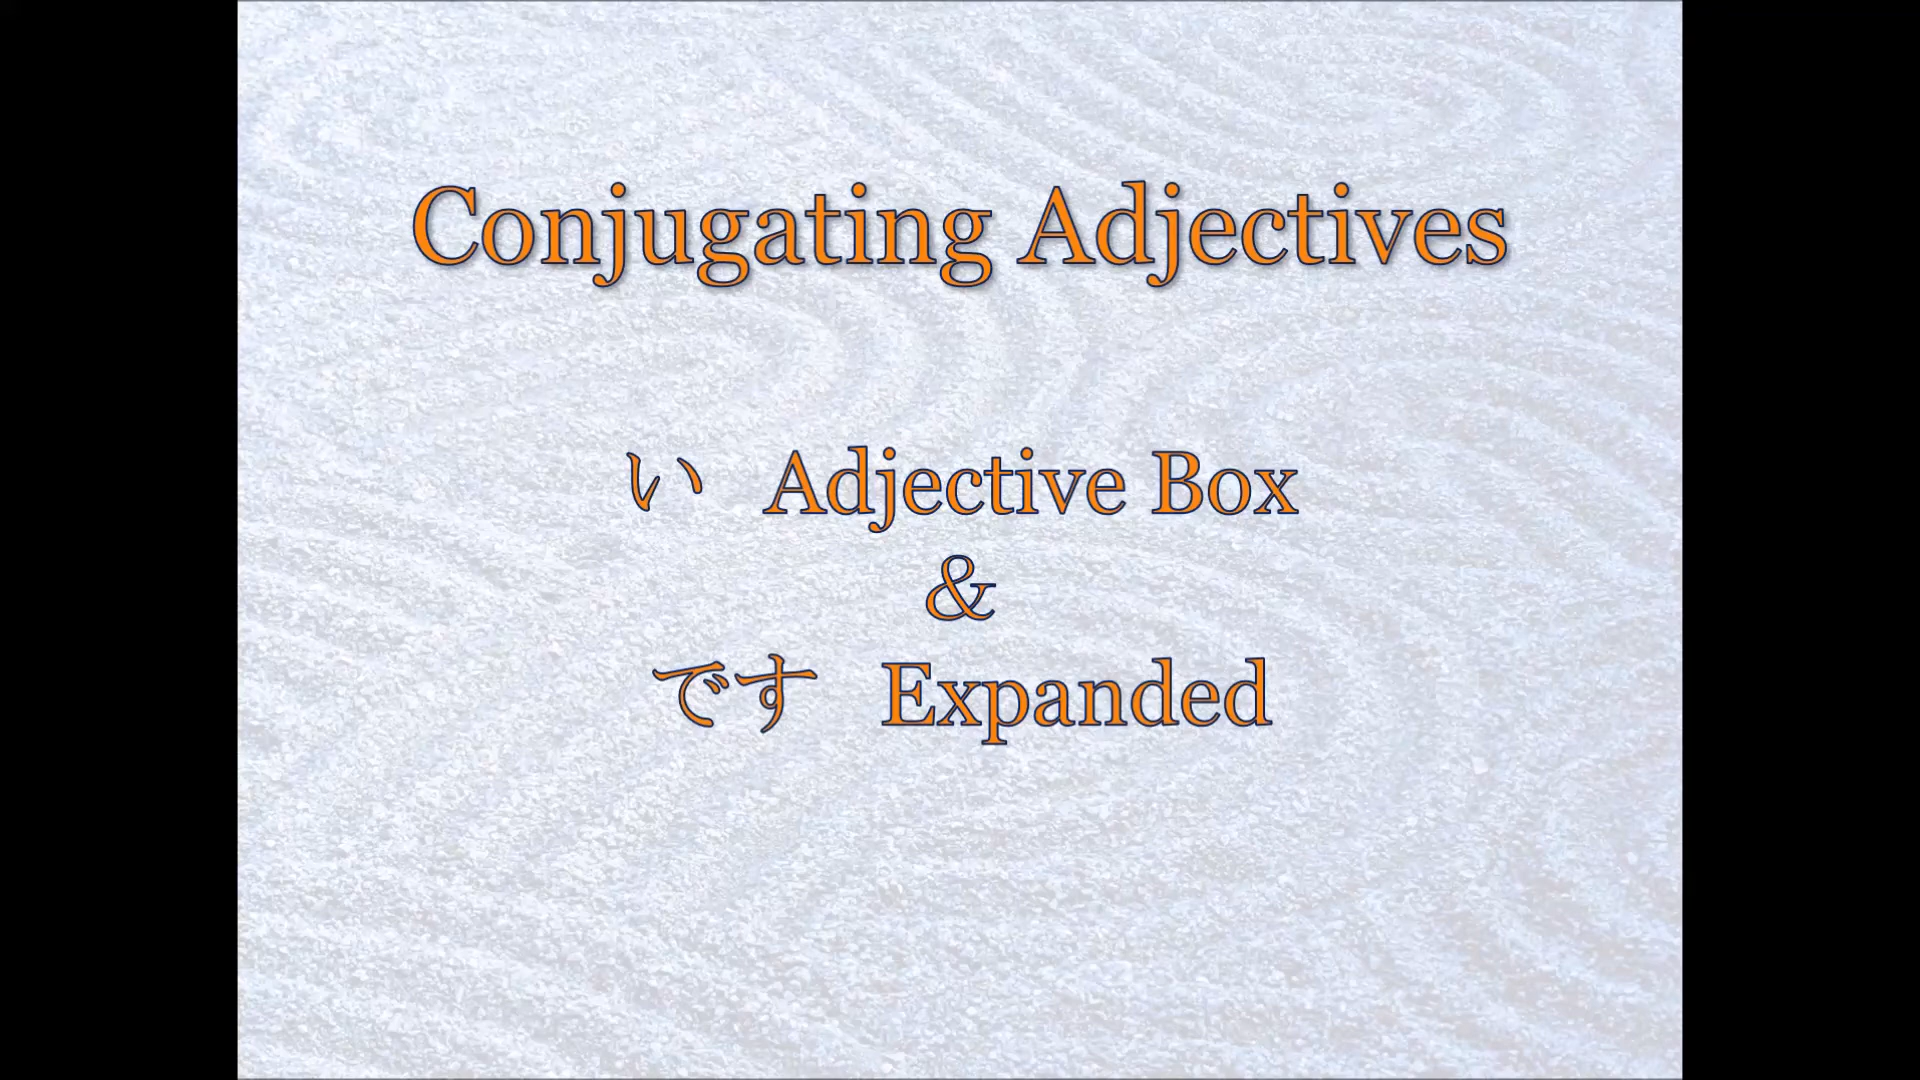 Conjugating Adjectives
い Adjective Box
&
です Expanded